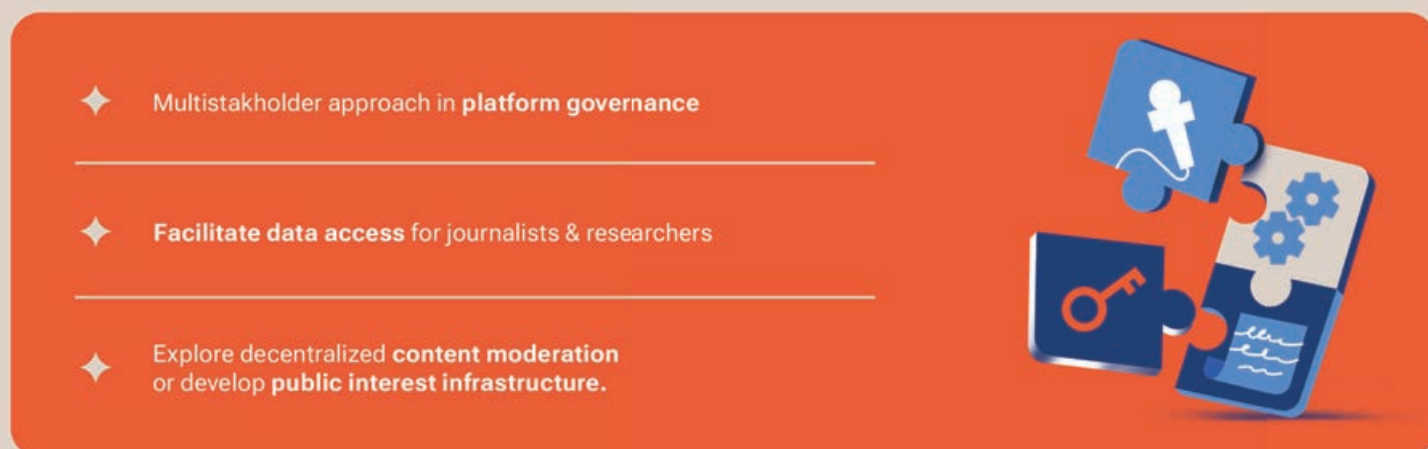 Multistakholder approach in platform governance
Facilitate data access for journalists & researchers
Explore decentralized content moderation
or develop public interest infrastructure.